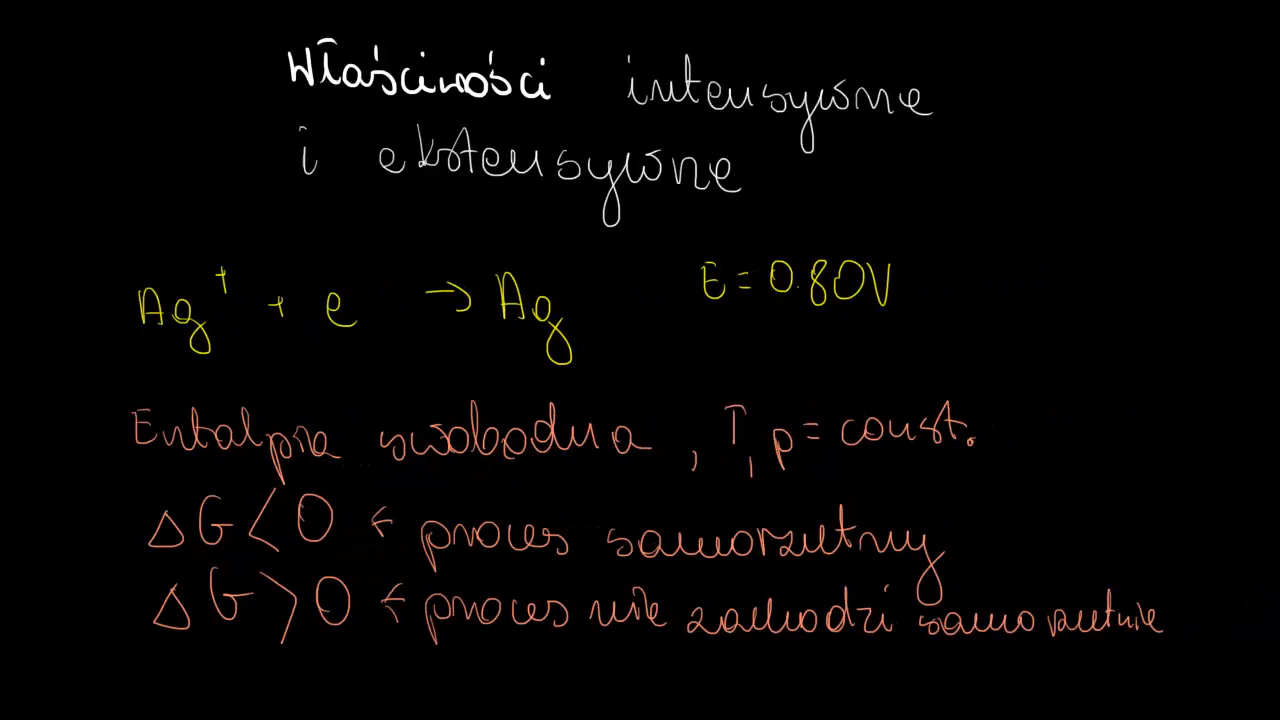 właściwości intensywne
i ekstensywne
Ag⁺ + e → Ag E = 0.80V
Entalpia swobodna, T, p = const.
ΔG < 0 ← proces samorzutny
ΔG > 0 ← proces nie zachodzi samorzutnie